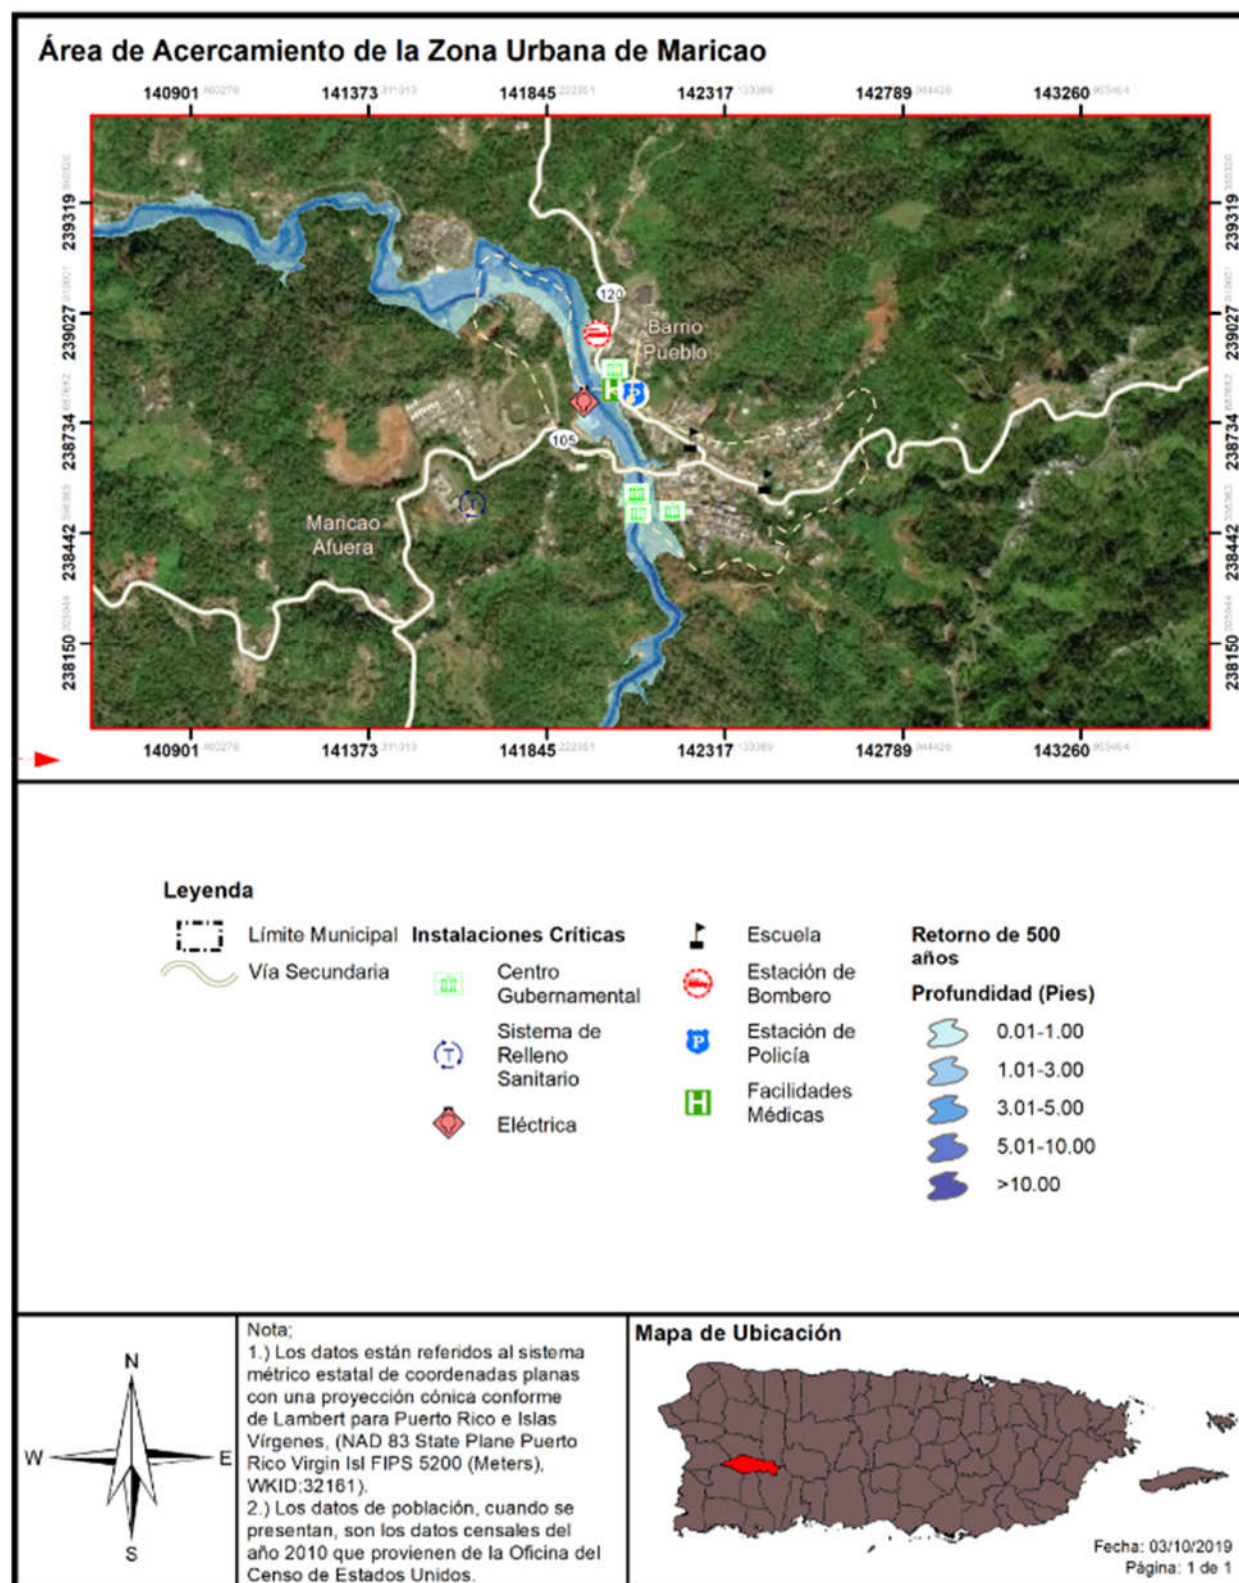 Área de Acercamiento de la Zona Urbana de Maricao
140901 141373 141845 142317 142789 143260
239319
239027
238734
238442
238150
239319
239027
238734
238442
238150
120
Barrio
Pueblo
105
Maricao
Afuera
140901 141373 141845 142317 142789 143260
Leyenda
Límite Municipal
Vía Secundaria
Instalaciones Críticas
Centro
Gubernamental
Sistema de
Relleno
Sanitario
Eléctrica
Escuela
Estación de
Bombero
Estación de
Policía
Facilidades
Médicas
Retorno de 500
años
Profundidad (Pies)
0.01-1.00
1.01-3.00
3.01-5.00
5.01-10.00
>10.00
N
W E
S
Nota;
1.) Los datos están referidos al sistema
métrico estatal de coordenadas planas
con una proyección cónica conforme
de Lambert para Puerto Rico e Islas
Vírgenes, (NAD 83 State Plane Puerto
Rico Virgin Isl FIPS 5200 (Meters),
WKID:32161).
2.) Los datos de población, cuando se
presentan, son los datos censales del
año 2010 que provienen de la Oficina del
Censo de Estados Unidos.
Mapa de Ubicación
Fecha: 03/10/2019
Página: 1 de 1